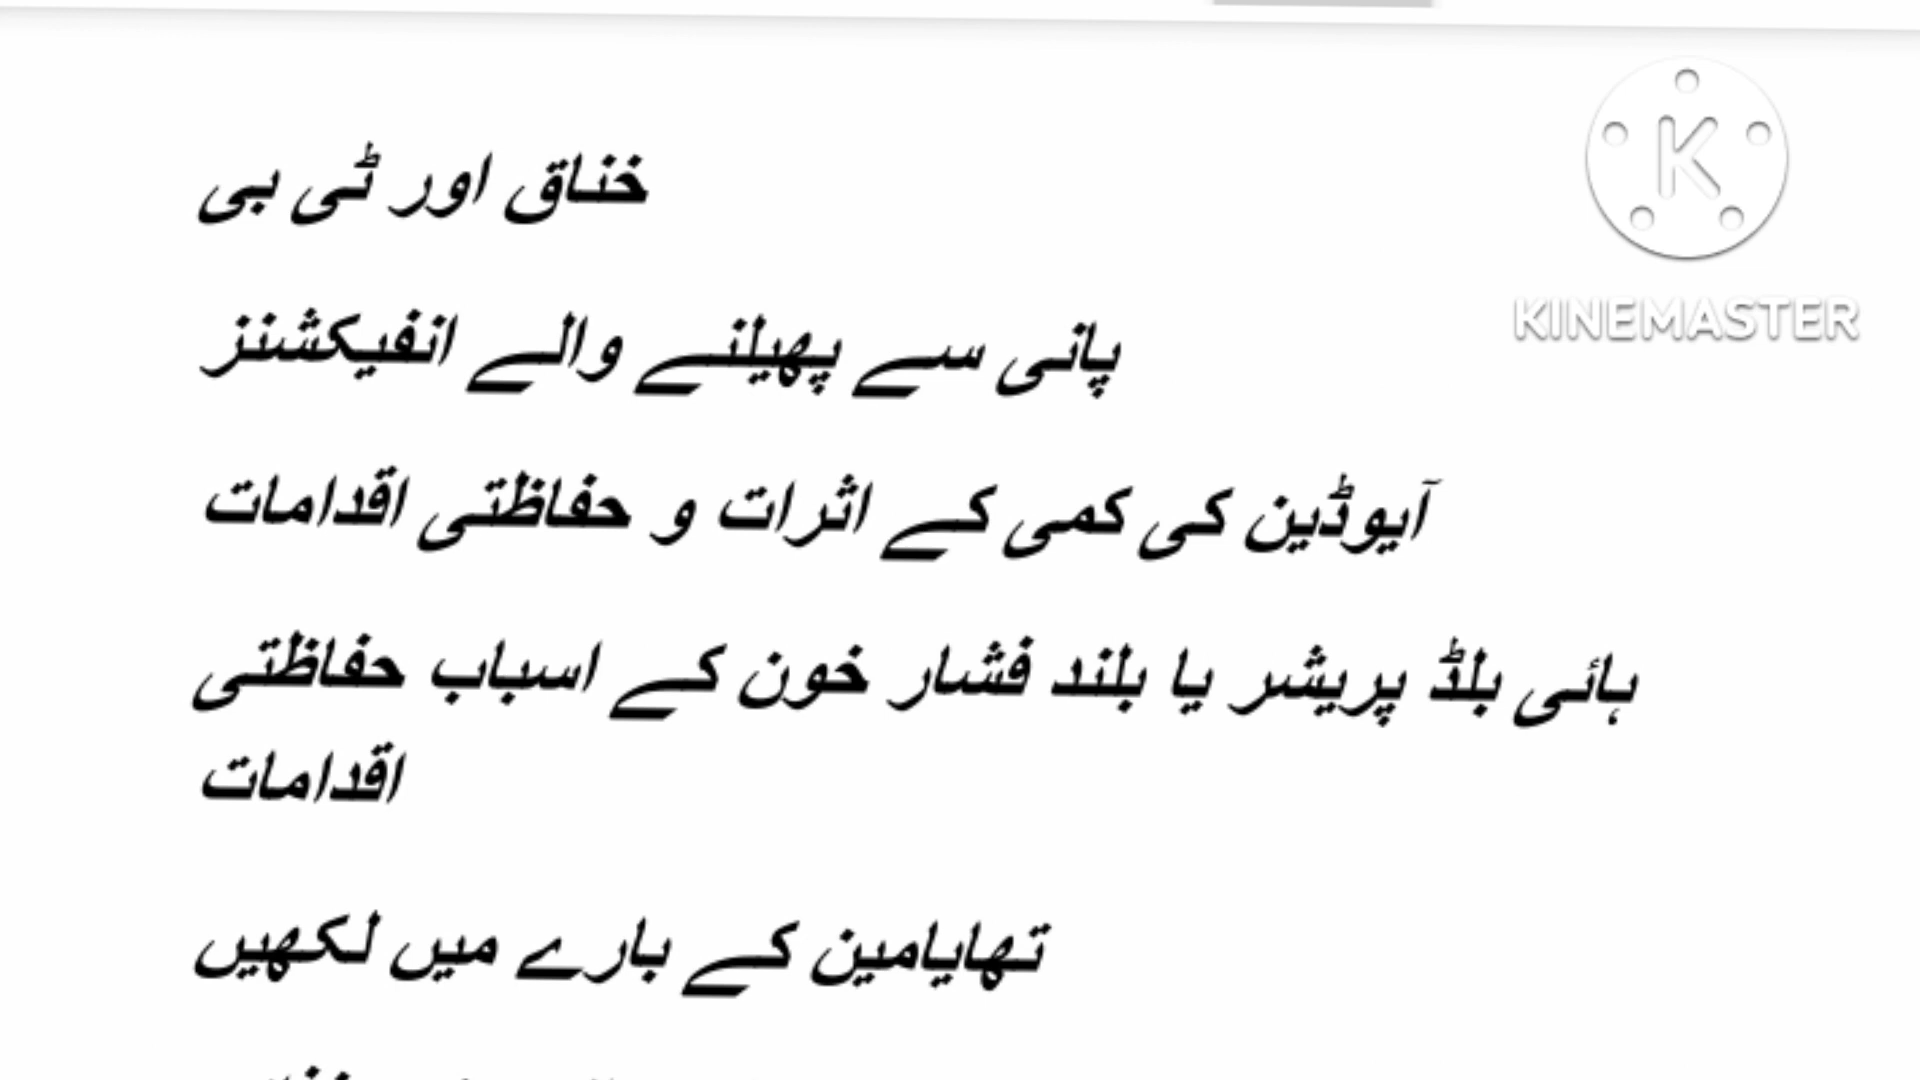 خناق اور ٹی بی
پانی سے پھیلنے والے انفیکشنز
آیوڈین کی کمی کے اثرات و حفاظتی اقدامات
ہائی بلڈ پریشر یا بلند فشار خون کے اسباب حفاظتی
اقدامات
تھایامین کے بارے میں لکھیں
K
KINEMASTER